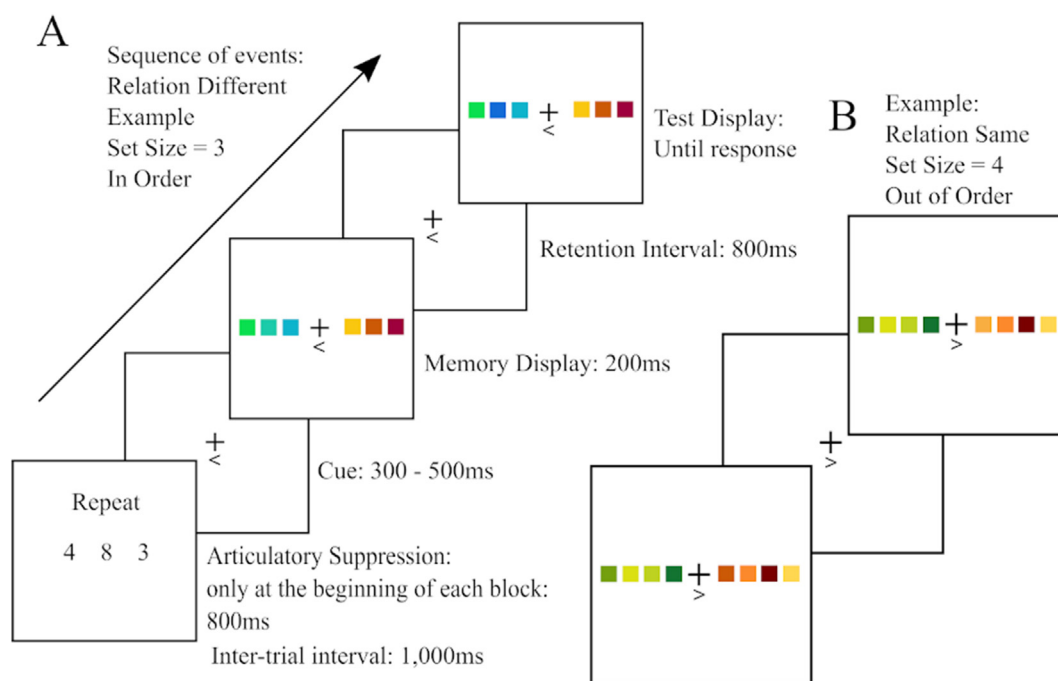 A
Sequence of events:
Relation Different
Example
Set Size = 3
In Order
+
<
Test Display:
Until response
+
<
Retention Interval: 800ms
+
<
Memory Display: 200ms
+
<
Cue: 300 - 500ms
Repeat
4 8 3
Articulatory Suppression:
only at the beginning of each block:
800ms
Inter-trial interval: 1,000ms
B
Example:
Relation Same
Set Size = 4
Out of Order
+
>
+
>
+
>